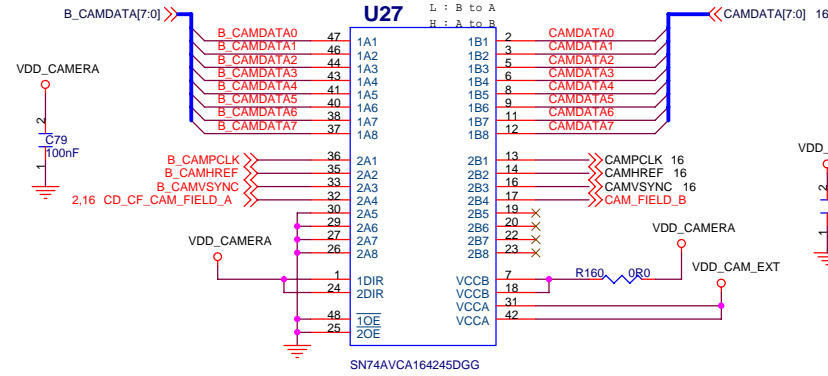 B_CAMDATA[7:0]
U27
L : B to A
H : A to B
CAMDATA[7:0] 16
B_CAMDATA0 47 1A1 1B1 2 CAMDATA0
B_CAMDATA1 46 1A2 1B2 3 CAMDATA1
B_CAMDATA2 44 1A3 1B3 5 CAMDATA2
B_CAMDATA3 43 1A4 1B4 6 CAMDATA3
B_CAMDATA4 41 1A5 1B5 8 CAMDATA4
B_CAMDATA5 40 1A6 1B6 9 CAMDATA5
B_CAMDATA6 38 1A7 1B7 11 CAMDATA6
B_CAMDATA7 37 1A8 1B8 12 CAMDATA7
VDD_CAMERA
2
C79
100nF
1
B_CAMPCLK 36 2A1 2B1 13 CAMPCLK 16
B_CAMHREF 35 2A2 2B2 14 CAMHREF 16
B_CAMVSYNC 33 2A3 2B3 16 CAMVSYNC 16
2,16 CD_CF_CAM_FIELD_A 32 2A4 2B4 17 CAM_FIELD_B
30 2A5 2B5 19
29 2A6 2B6 20
27 2A7 2B7 22
26 2A8 2B8 23
VDD_CAMERA
VDD_CAMERA
VDD_CAM_EXT
1 1DIR VCCB 7 R160 0R0
24 2DIR VCCB 18
VCCA 31
48 1OE VCCA 42
25 2OE
SN74AVCA164245DGG
VDD_
2
1